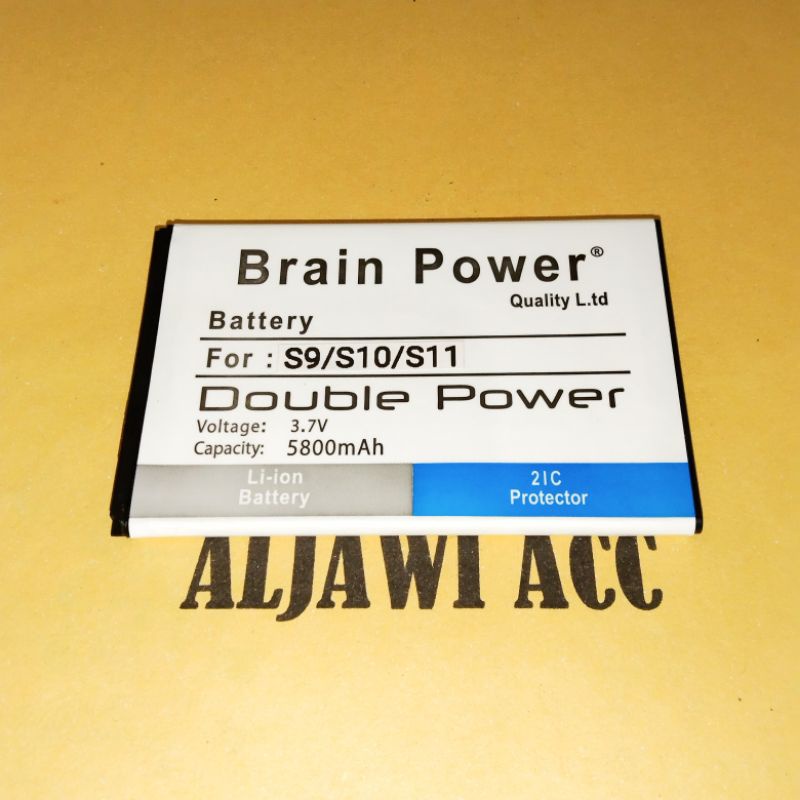 Brain Power®
Quality L.td
Battery
For : S9/S10/S11
Double Power
Voltage: 3.7V
Capacity: 5800mAh
Li-ion
Battery
2IC
Protector
ALJAWI ACC